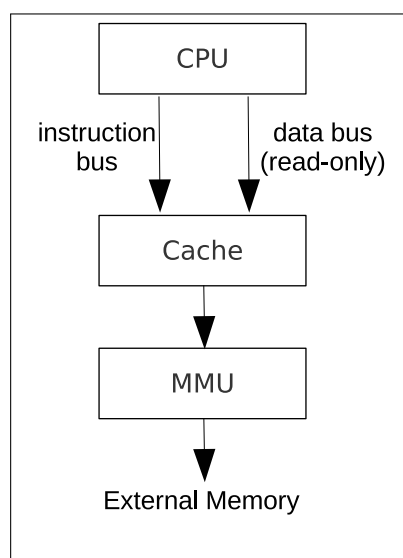 CPU
instruction
bus
data bus
(read-only)
Cache
MMU
External Memory